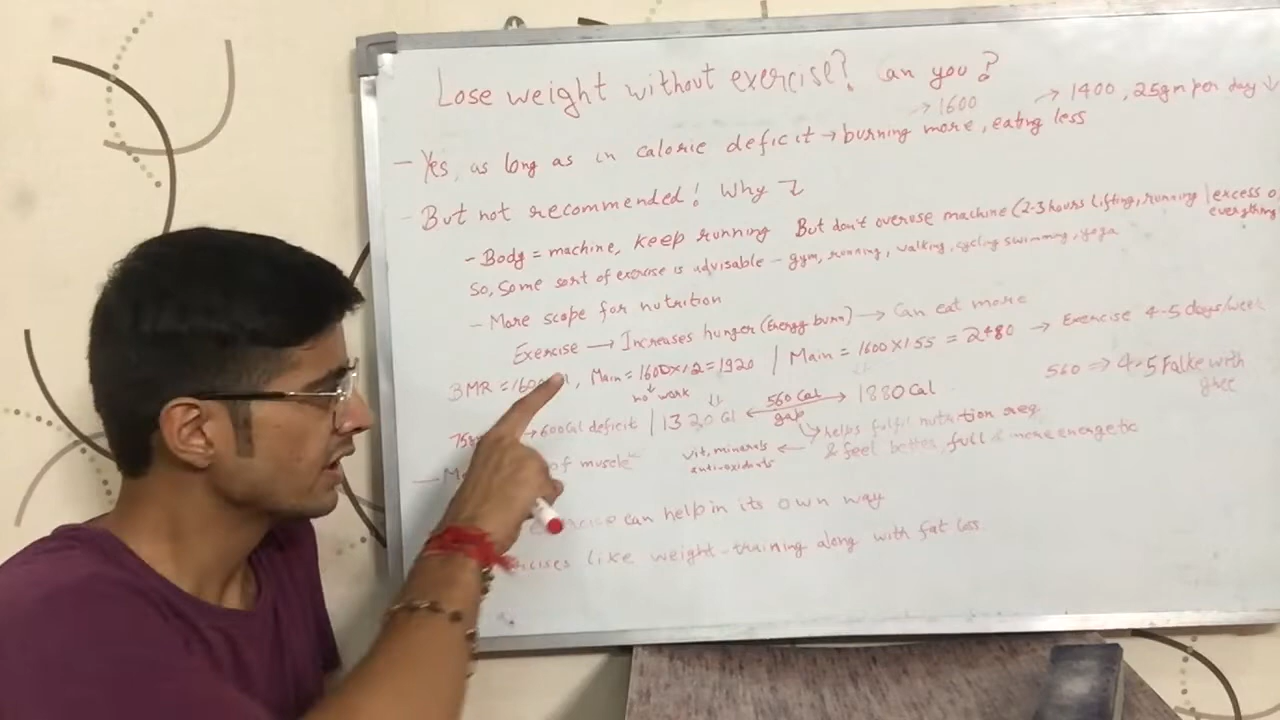 Lose weight without exercise? Can you?
→ 1600 → 1400, 25gm per day ↓
- Yes, as long as in calorie deficit → burning more, eating less
- But not recommended! Why
- Body = machine, keep running But don't overuse machine (2-3 hours lifting, running | excess of everything
So, some sort of exercise is advisable - gym, running, walking, cycling swimming, yoga
- More scope for nutrition
Exercise → Increases hunger (Energy burn) → Can eat more
BMR = 1600, Main = 1600x1.2 = 1920 | Main = 1600 x 1.55 = 2480 → Exercise 4-5 days/week
no work
560 => 4-5 Falke with ghee
→ 600 Cal deficit | 1320 Cal ← 560 Cal gap → 1880 Cal
helps fulfil nutrition req.
& feel better, full & more energetic
vit, minerals ←
anti-oxidants
of muscle
can help in its own way
like weight-training along with fat loss